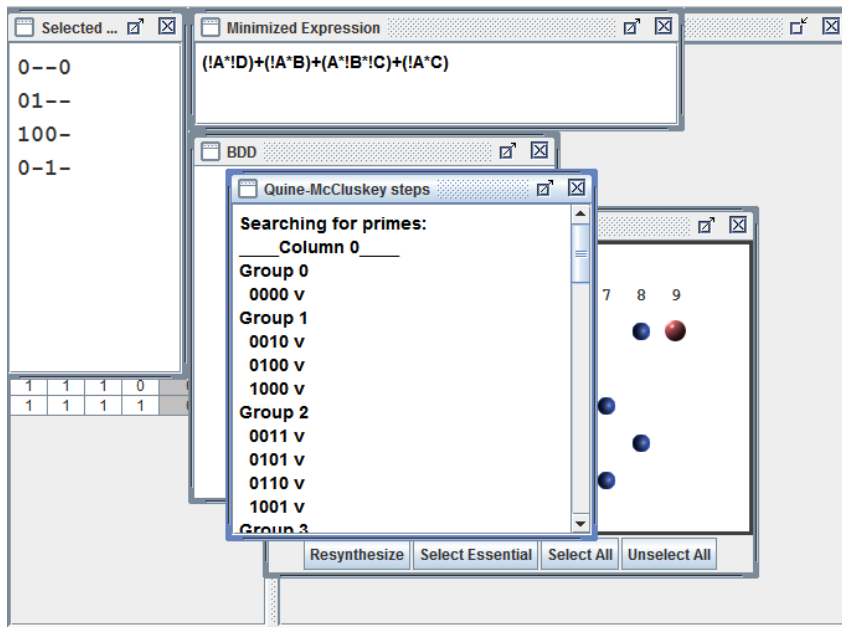 Selected ...
0--0
01--
100-
0-1-
Minimized Expression
(!A*!D)+(!A*B)+(A*!B*!C)+(!A*C)
BDD
Quine-McCluskey steps
Searching for primes:
____Column 0____
Group 0
0000 v
Group 1
0010 v
0100 v
1000 v
Group 2
0011 v
0101 v
0110 v
1001 v
Group 3
7 8 9
1 1 1 0
1 1 1 1
Resynthesize Select Essential Select All Unselect All